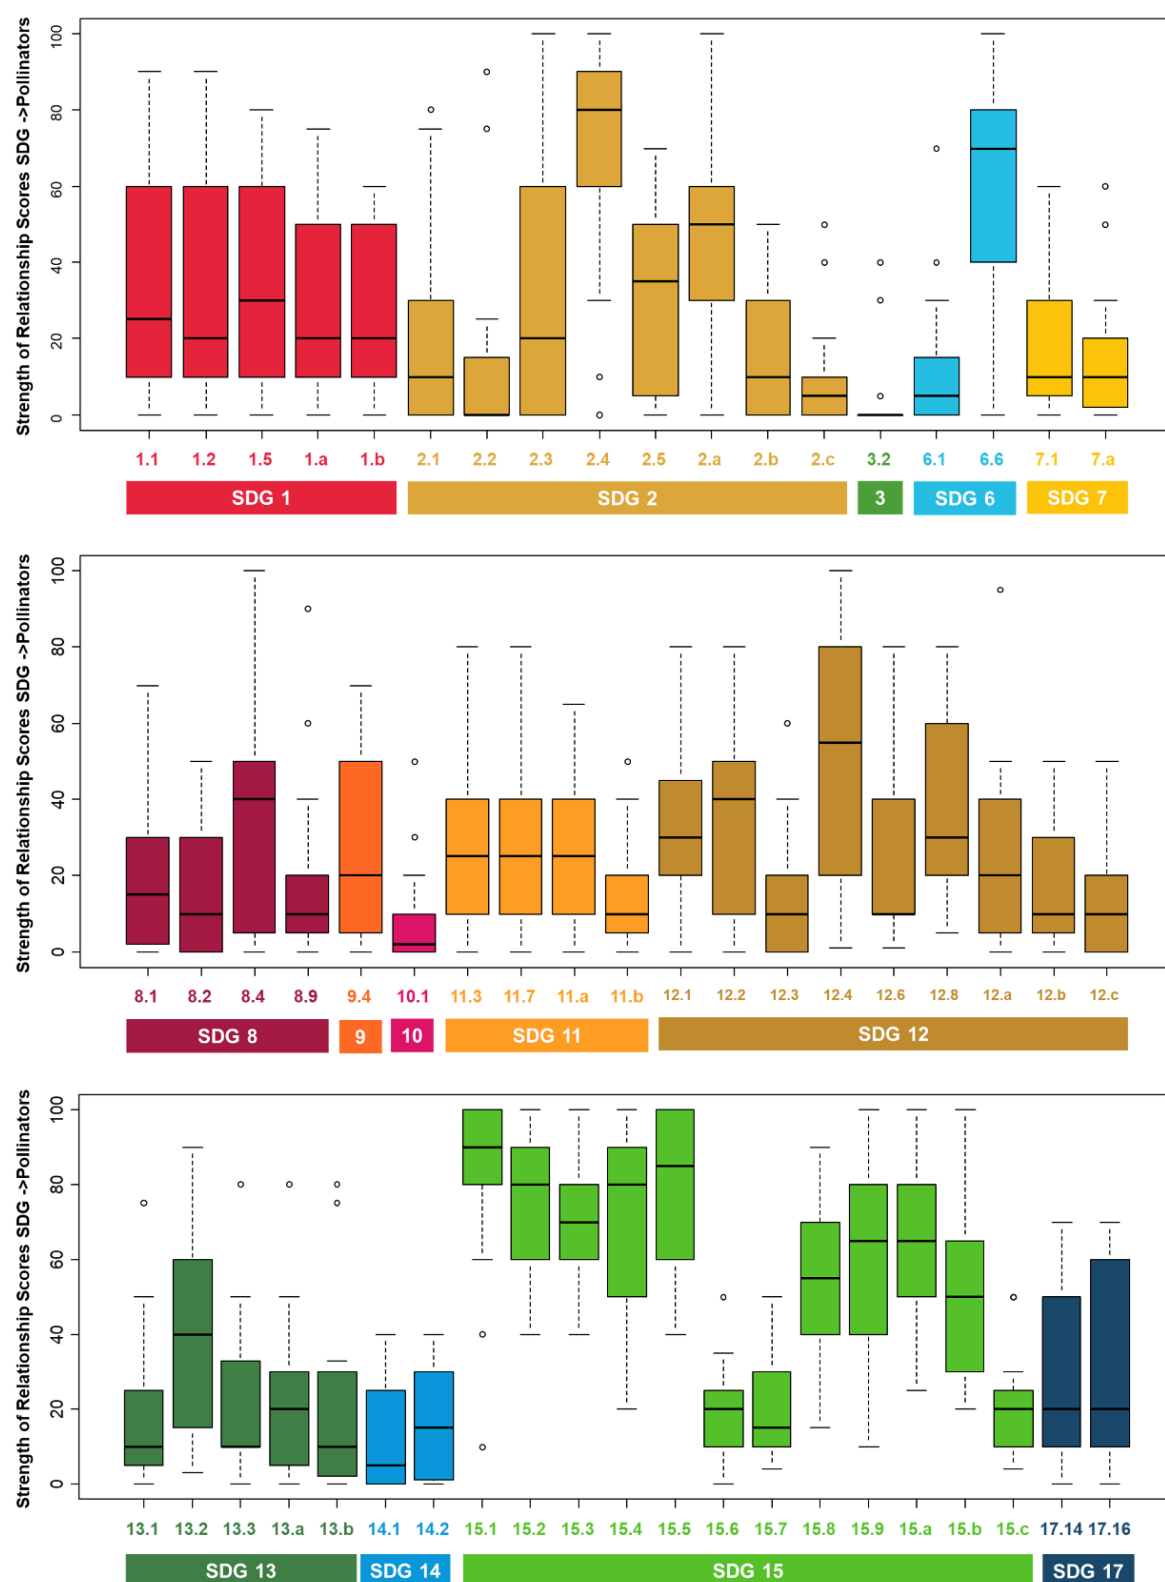 Strength of Relationship Scores SDG ->Pollinators
100
80
60
40
20
0
1.1 1.2 1.5 1.a 1.b 2.1 2.2 2.3 2.4 2.5 2.a 2.b 2.c 3.2 6.1 6.6 7.1 7.a
SDG 1 SDG 2 3 SDG 6 SDG 7
Strength of Relationship Scores SDG ->Pollinators
100
80
60
40
20
0
8.1 8.2 8.4 8.9 9.4 10.1 11.3 11.7 11.a 11.b 12.1 12.2 12.3 12.4 12.6 12.8 12.a 12.b 12.c
SDG 8 9 10 SDG 11 SDG 12
Strength of Relationship Scores SDG ->Pollinators
100
80
60
40
20
0
13.1 13.2 13.3 13.a 13.b 14.1 14.2 15.1 15.2 15.3 15.4 15.5 15.6 15.7 15.8 15.9 15.a 15.b 15.c 17.14 17.16
SDG 13 SDG 14 SDG 15 SDG 17